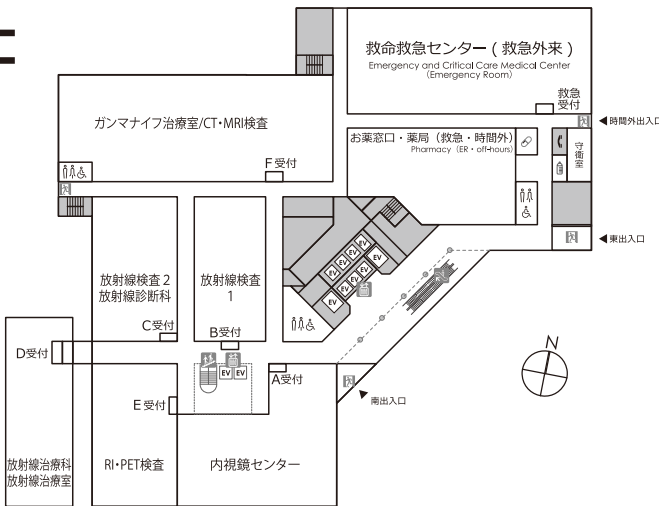 救命救急センター ( 救急外来 )
Emergency and Critical Care Medical Center
(Emergency Room)
救急
受付
◀時間外出入口
ガンマナイフ治療室/CT・MRI検査
お薬窓口・薬局（救急・時間外）
Pharmacy (ER・off-hours)
守衛室
F 受付
◀東出入口
EV
EV
EV
EV
EV
EV
EV
EV
放射線検査 2
放射線診断科
放射線検査
1
C受付
B受付
D受付
EV
EV
A受付
N
南出入口
E 受付
放射線治療科
放射線治療室
RI・PET検査
内視鏡センター